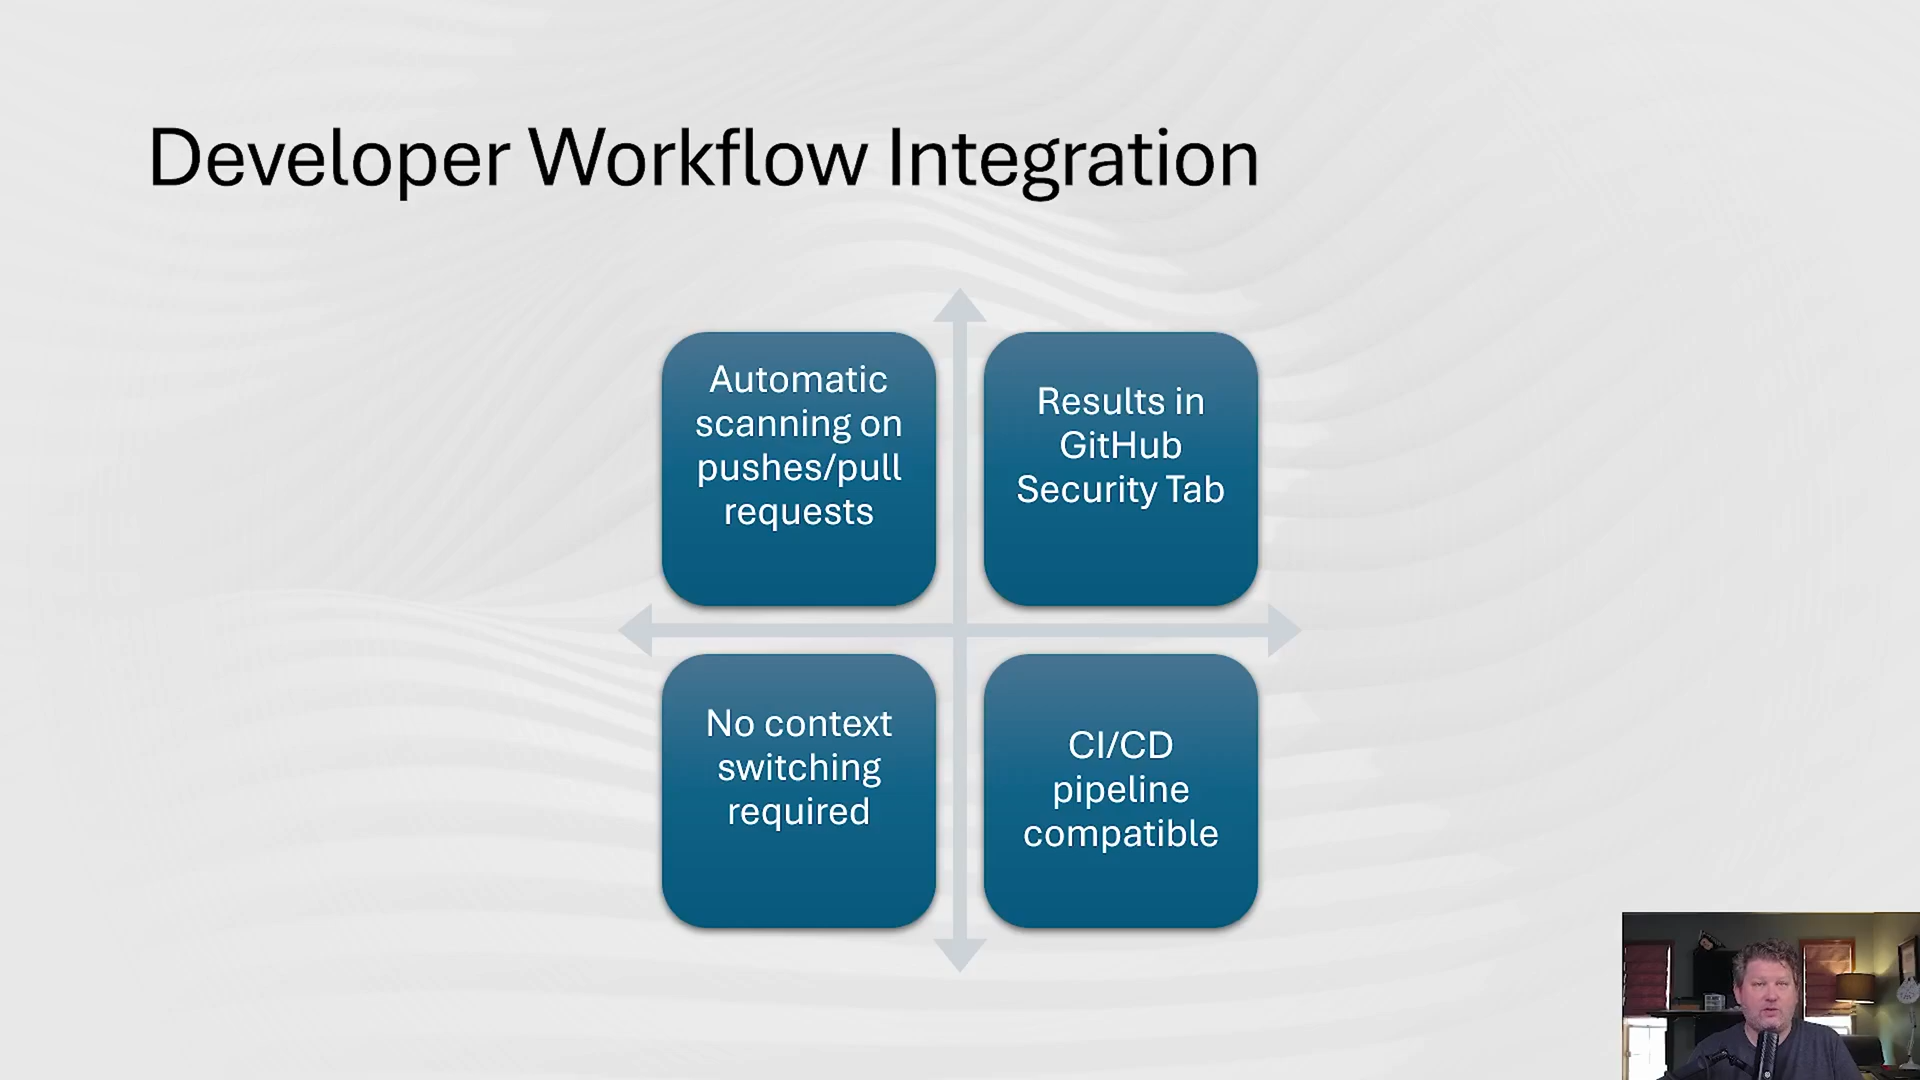 Developer Workflow Integration
Automatic
scanning on
pushes/pull
requests
Results in
GitHub
Security Tab
No context
switching
required
CI/CD
pipeline
compatible